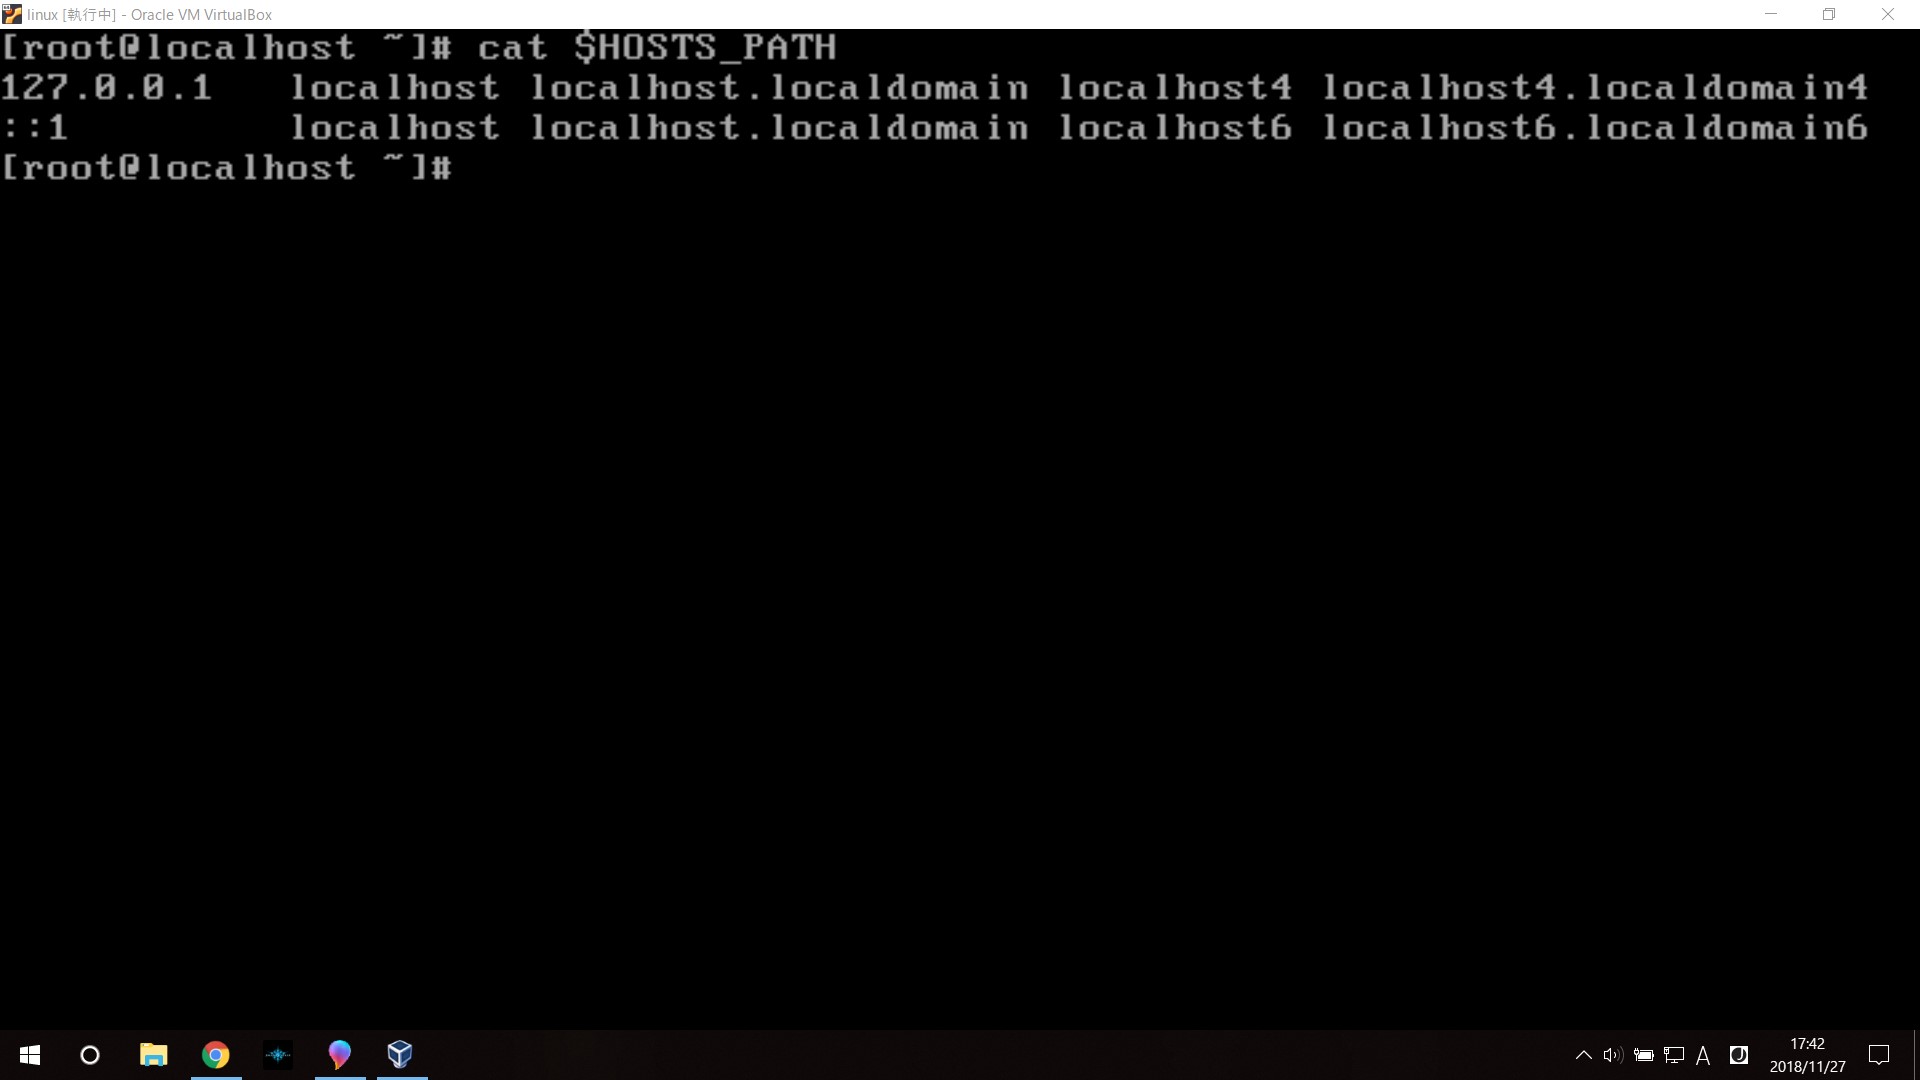 linux [執行中] - Oracle VM VirtualBox
[root@localhost ~]# cat $HOSTS_PATH
127.0.0.1   localhost localhost.localdomain localhost4 localhost4.localdomain4
::1         localhost localhost.localdomain localhost6 localhost6.localdomain6
[root@localhost ~]#
A
17:42
2018/11/27